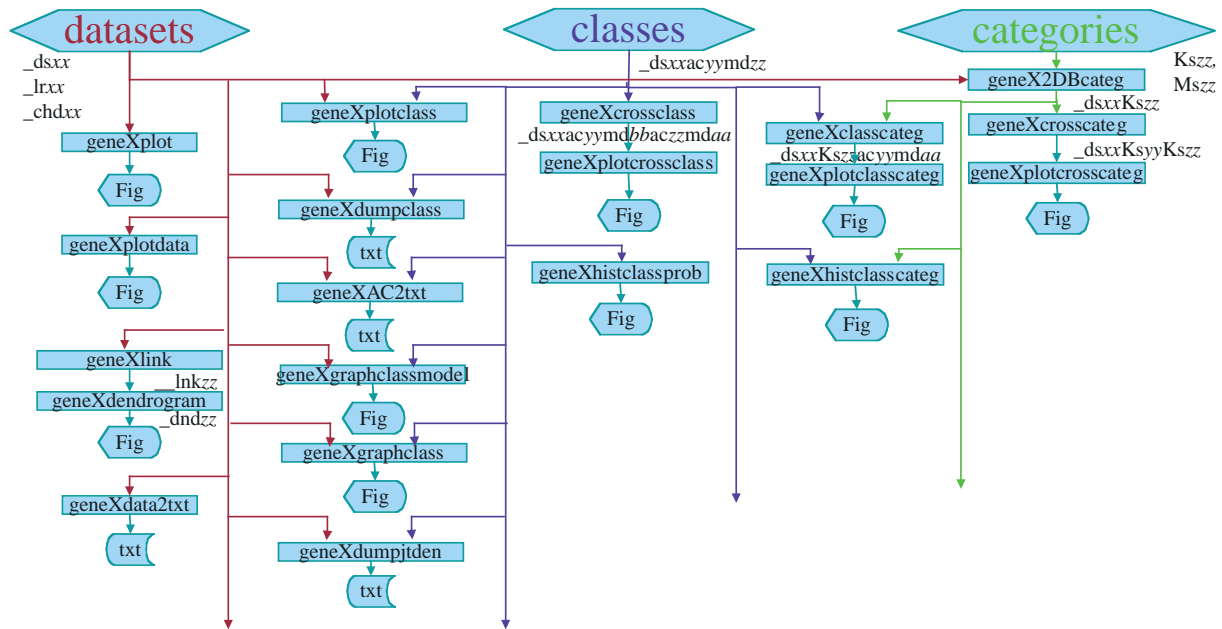 datasets
classes
categories
_dsxx
_lrxx
_chdxx
_dsxxacyymdzz
Kszz,
Mszz
geneX2DBcateg
geneXplotclass
geneXcrossclass
_dsxxKszz
geneXplot
Fig
_dsxxacyymdbbaczzmdaa
geneXclasscateg
geneXcrosscateg
_dsxxKszzacyymdaa
_dsxxKsyyKszz
Fig
geneXplotcrossclass
geneXplotclasscateg
geneXplotcrosscateg
geneXdumpclass
Fig
Fig
Fig
geneXplotdata
txt
geneXhistclassprob
geneXhistclasscateg
Fig
geneXAC2txt
Fig
Fig
txt
geneXlink
__lnkzz
geneXgraphclassmodel
geneXdendrogram
_dndzz
Fig
Fig
geneXgraphclass
geneXdata2txt
Fig
txt
geneXdumpjtden
txt